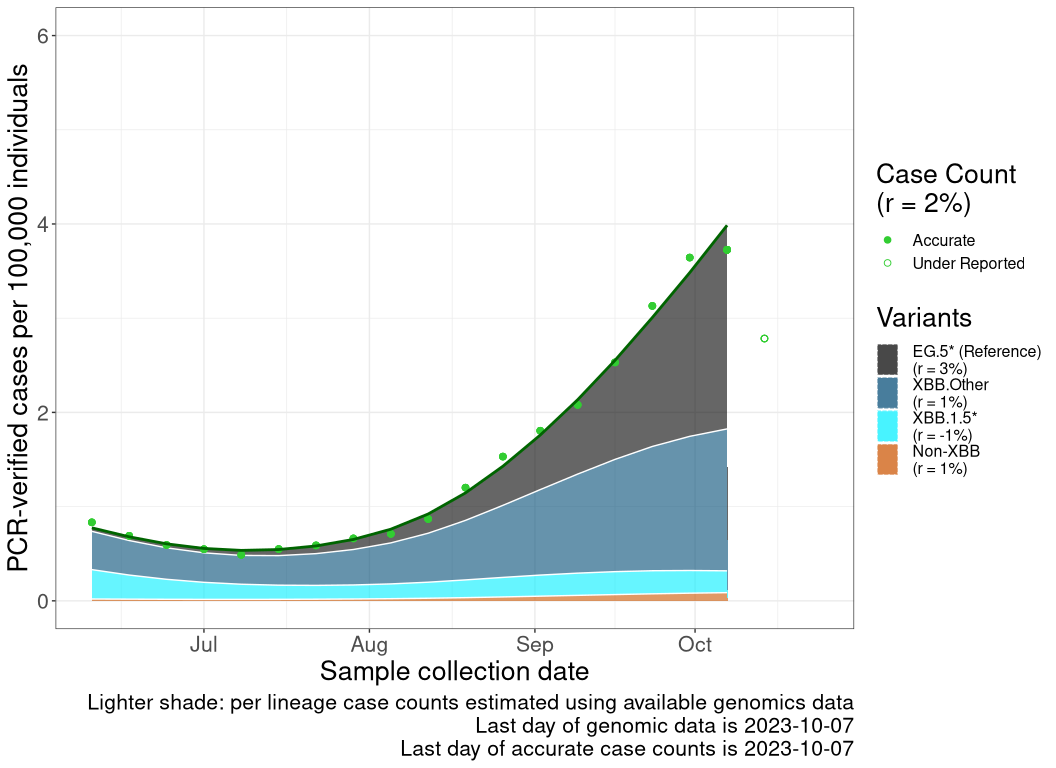 PCR-verified cases per 100,000 individuals
6
4
2
0
Jul Aug Sep Oct
Sample collection date
Case Count
(r = 2%)
Accurate
Under Reported
Variants
EG.5* (Reference)
(r = 3%)
XBB.Other
(r = 1%)
XBB.1.5*
(r = -1%)
Non-XBB
(r = 1%)
Lighter shade: per lineage case counts estimated using available genomics data
Last day of genomic data is 2023-10-07
Last day of accurate case counts is 2023-10-07